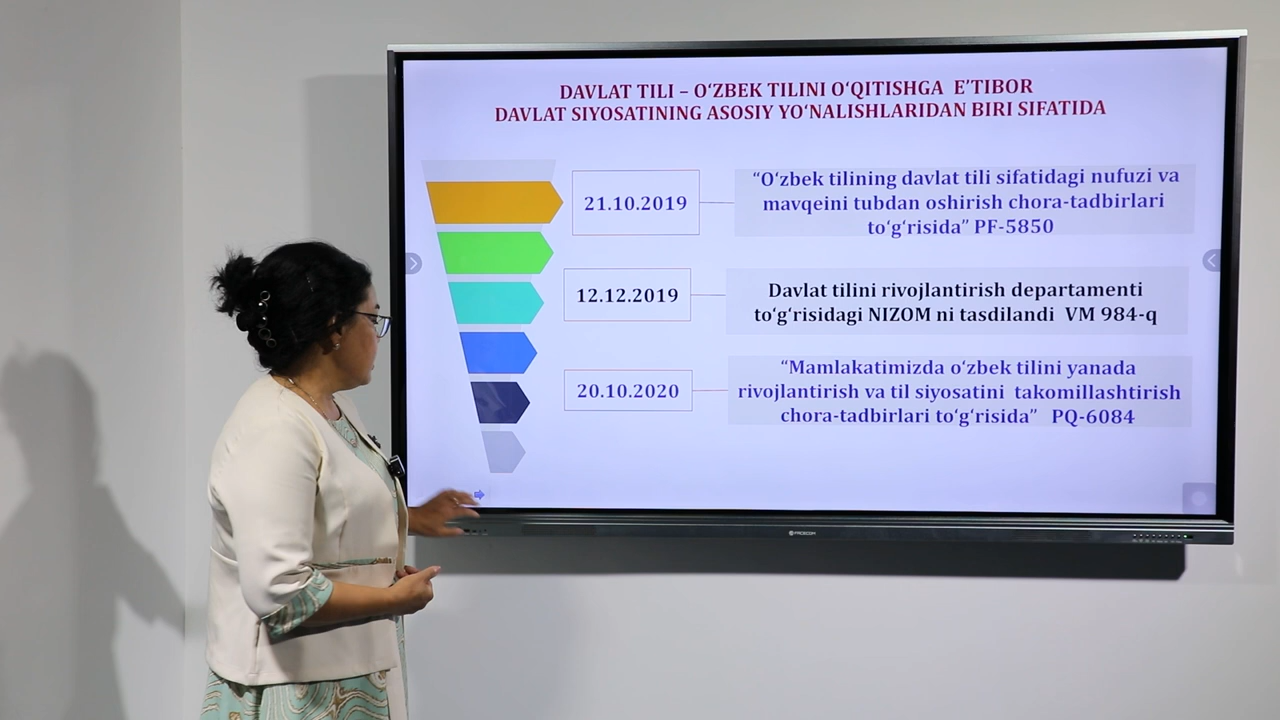 DAVLAT TILI – O‘ZBEK TILINI O‘QITISHGA E’TIBOR
DAVLAT SIYOSATINING ASOSIY YO‘NALISHLARIDAN BIRI SIFATIDA
21.10.2019
“O‘zbek tilining davlat tili sifatidagi nufuzi va
mavqeini tubdan oshirish chora-tadbirlari
to‘g‘risida” PF-5850
12.12.2019
Davlat tilini rivojlantirish departamenti
to‘g‘risidagi NIZOM ni tasdilandi VM 984-q
20.10.2020
“Mamlakatimizda o‘zbek tilini yanada
rivojlantirish va til siyosatini takomillashtirish
chora-tadbirlari to‘g‘risida” PQ-6084
PROSCOM